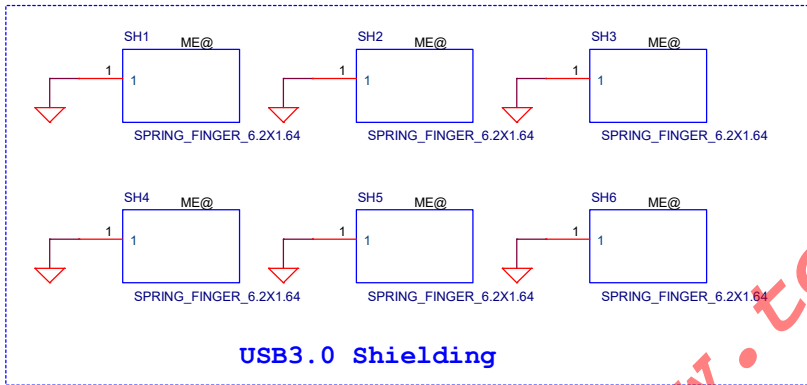 SH1 ME@ SH2 ME@ SH3 ME@
1 1 1 1 1 1
SPRING_FINGER_6.2X1.64 SPRING_FINGER_6.2X1.64 SPRING_FINGER_6.2X1.64
SH4 ME@ SH5 ME@ SH6 ME@
1 1 1 1 1 1
SPRING_FINGER_6.2X1.64 SPRING_FINGER_6.2X1.64 SPRING_FINGER_6.2X1.64
USB3.0 Shielding